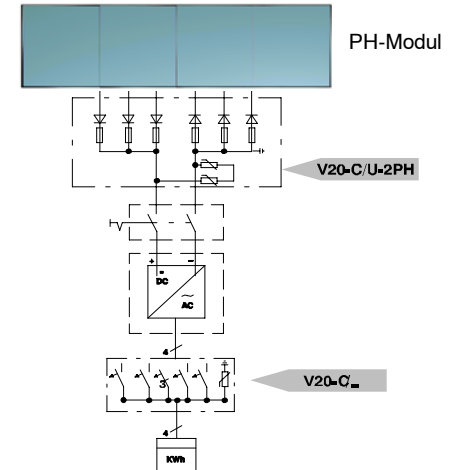 PH-Modul
V20-C/U-2PH
+ −
DC
AC
4
3
V20-C
4
KWh